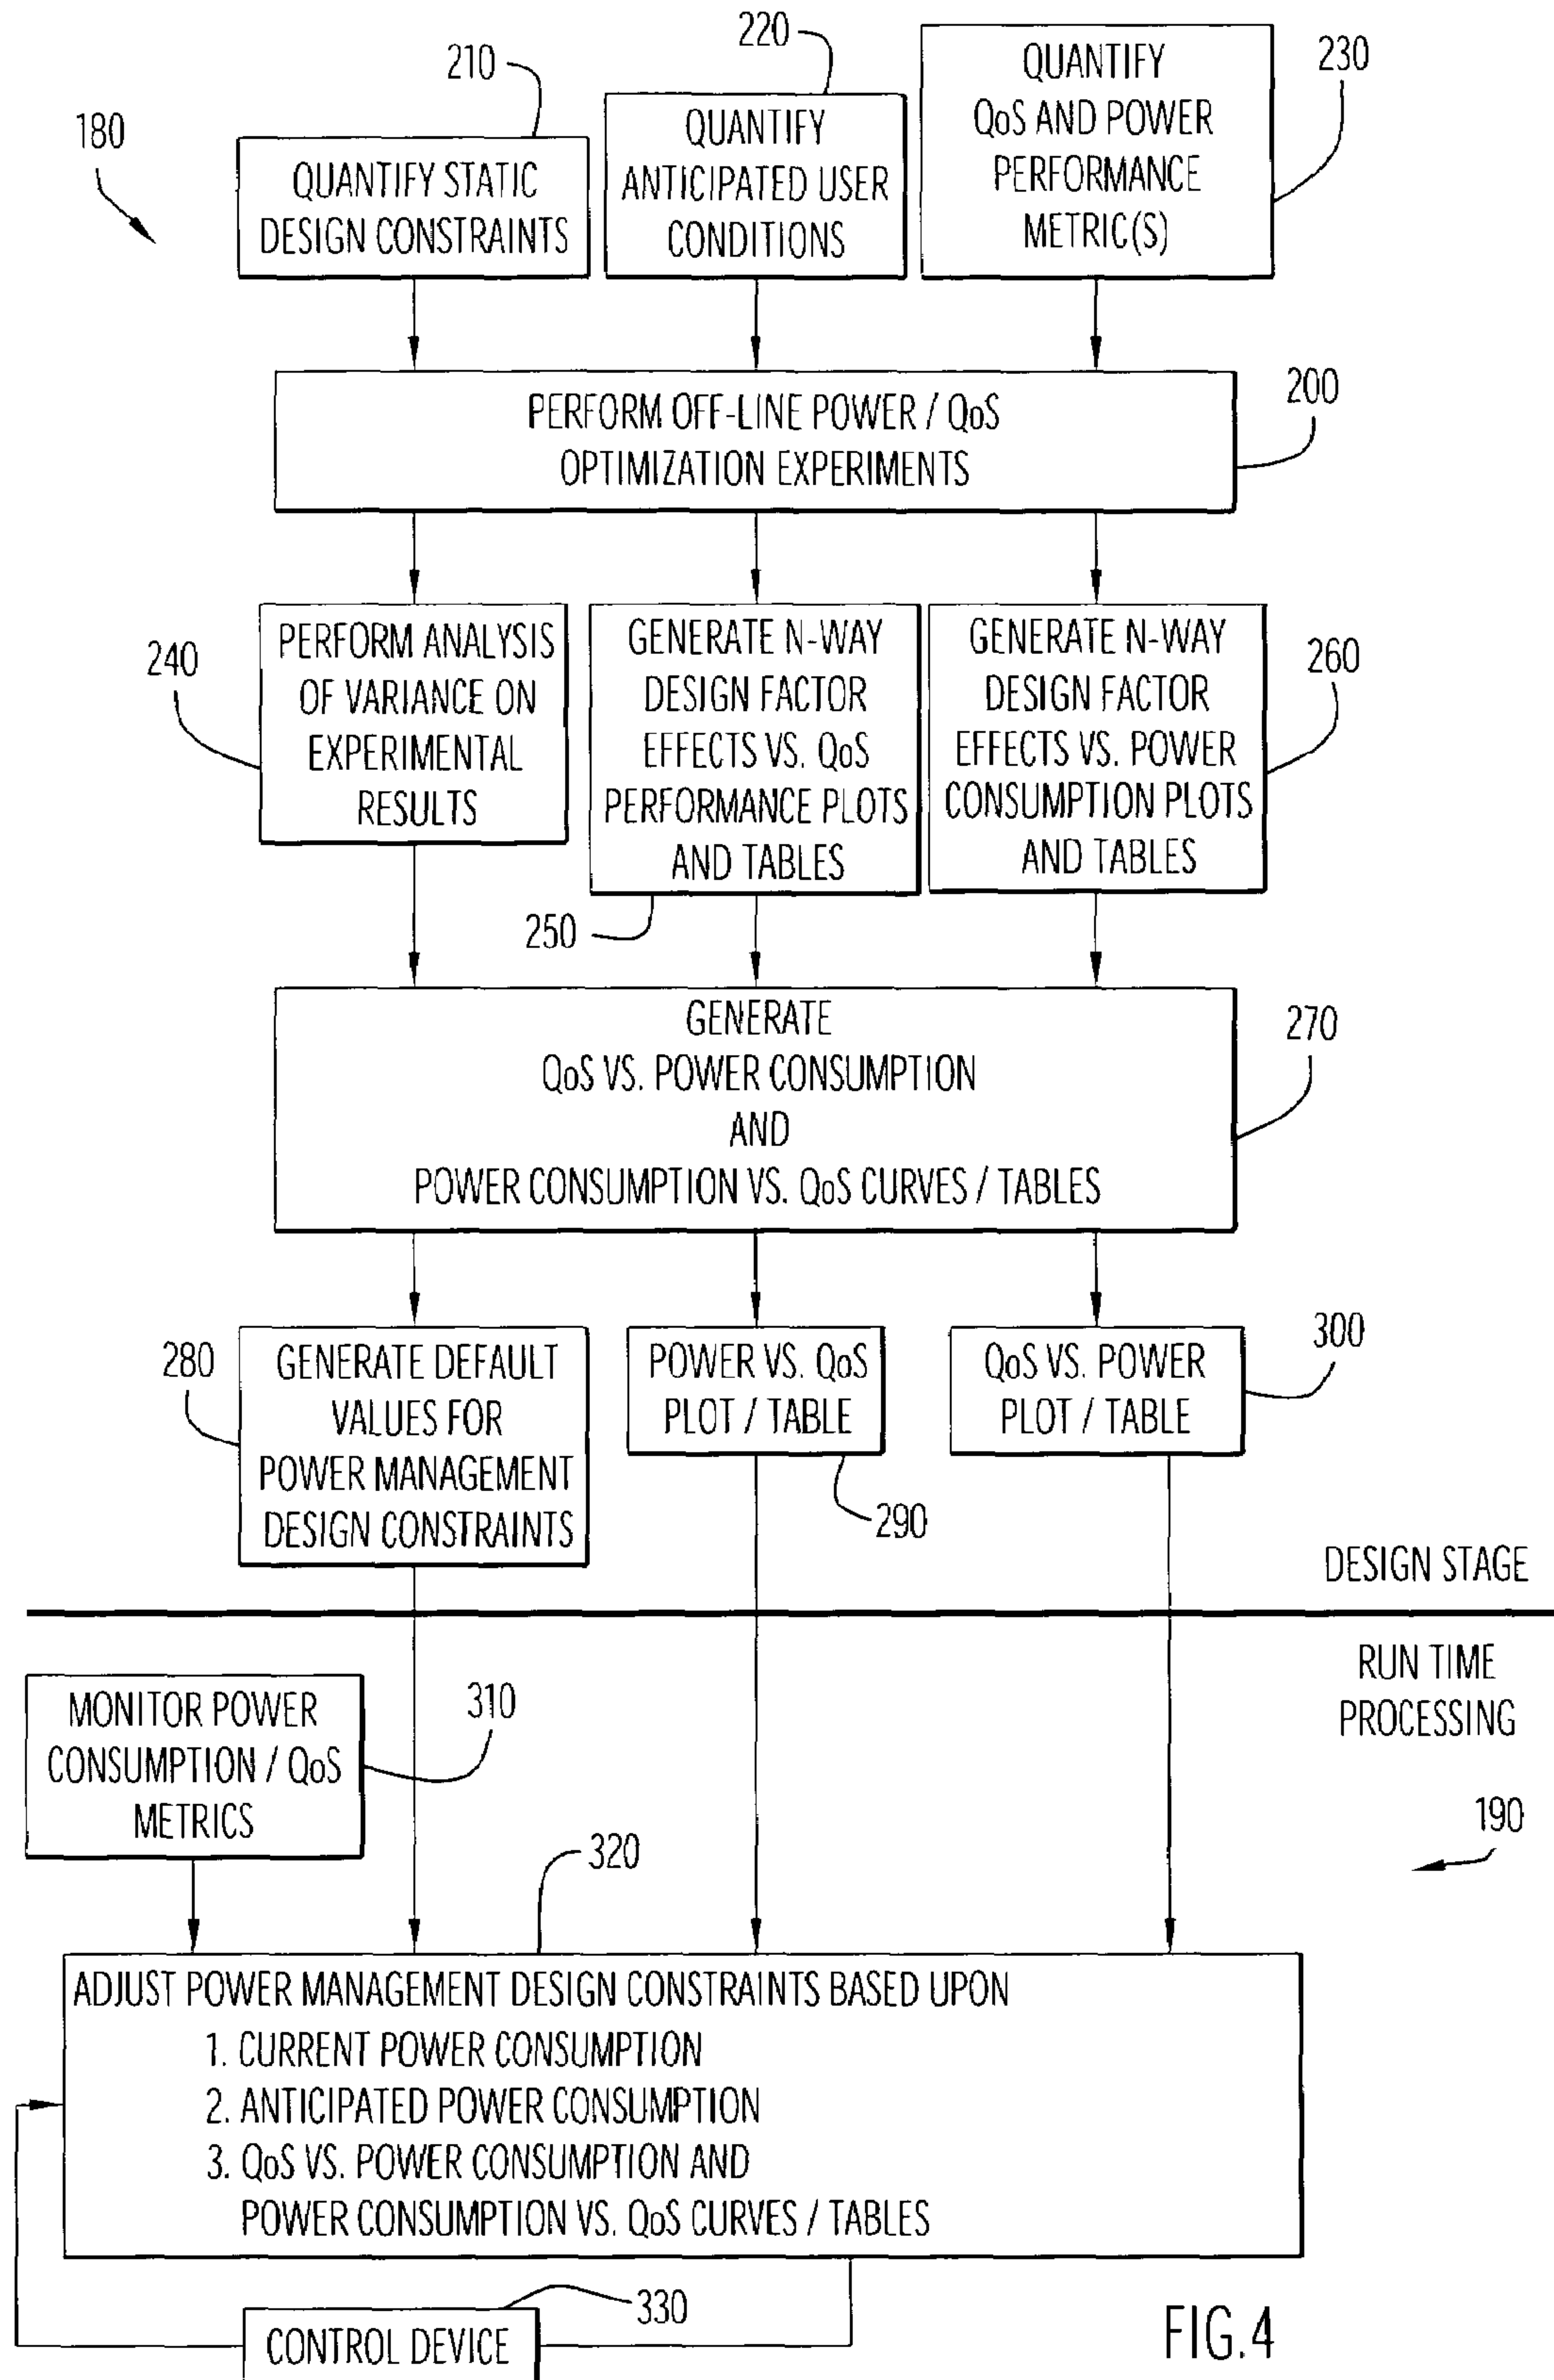 180
210
QUANTIFY STATIC
DESIGN CONSTRAINTS
220
QUANTIFY
ANTICIPATED USER
CONDITIONS
230
QUANTIFY
QoS AND POWER
PERFORMANCE
METRIC(S)
200
PERFORM OFF-LINE POWER / QoS
OPTIMIZATION EXPERIMENTS
240
PERFORM ANALYSIS
OF VARIANCE ON
EXPERIMENTAL
RESULTS
GENERATE N-WAY
DESIGN FACTOR
EFFECTS VS. QoS
PERFORMANCE PLOTS
AND TABLES
250
GENERATE N-WAY
DESIGN FACTOR
EFFECTS VS. POWER
CONSUMPTION PLOTS
AND TABLES
260
GENERATE
QoS VS. POWER CONSUMPTION
AND
POWER CONSUMPTION VS. QoS CURVES / TABLES
270
280
GENERATE DEFAULT
VALUES FOR
POWER MANAGEMENT
DESIGN CONSTRAINTS
POWER VS. QoS
PLOT / TABLE
290
QoS VS. POWER
PLOT / TABLE
300
DESIGN STAGE
RUN TIME
PROCESSING
190
MONITOR POWER
CONSUMPTION / QoS
METRICS
310
320
ADJUST POWER MANAGEMENT DESIGN CONSTRAINTS BASED UPON
1. CURRENT POWER CONSUMPTION
2. ANTICIPATED POWER CONSUMPTION
3. QoS VS. POWER CONSUMPTION AND
POWER CONSUMPTION VS. QoS CURVES / TABLES
330
CONTROL DEVICE
FIG.4